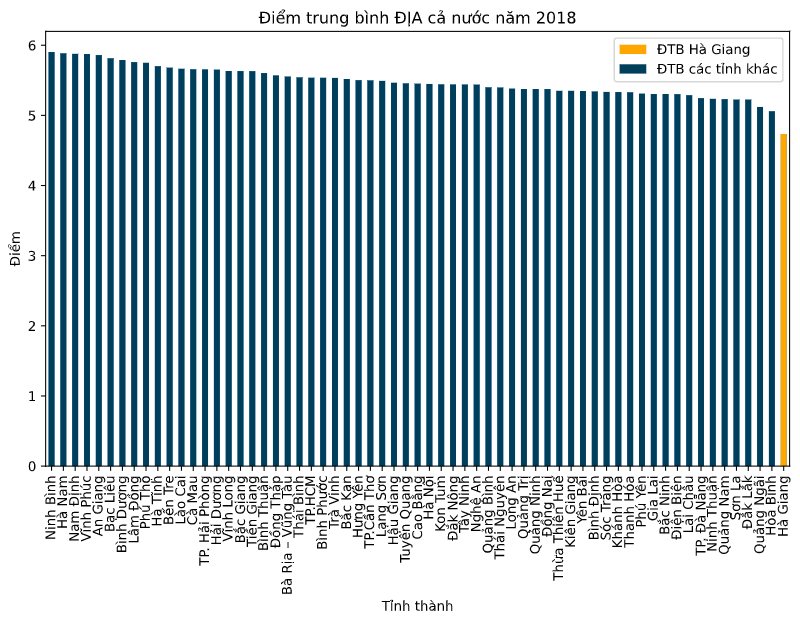 Điểm trung bình ĐỊA cả nước năm 2018
ĐTB Hà Giang
ĐTB các tỉnh khác
Điểm
6
5
4
3
2
1
0
Ninh Bình
Hà Nam
Nam Định
Vĩnh Phúc
An Giang
Bạc Liêu
Bình Dương
Lâm Đồng
Phú Thọ
Hà Tĩnh
Bến Tre
Lào Cai
Cà Mau
TP. Hải Phòng
Hải Dương
Vĩnh Long
Bắc Giang
Tiền Giang
Bình Thuận
Đồng Tháp
Bà Rịa – Vũng Tàu
Thái Bình
TPHCM
Bình Phước
Trà Vinh
Bắc Kạn
Hưng Yên
TP.Cần Thơ
Lạng Sơn
Hậu Giang
Tuyên Quang
Cao Bằng
Hà Nội
Kon Tum
Đăk Nông
Tây Ninh
Nghệ An
Quảng Bình
Thái Nguyên
Long An
Quảng Trị
Quảng Ninh
Đồng Nai
Thừa Thiên Huế
Kiên Giang
Yên Bái
Bình Định
Sóc Trăng
Khánh Hòa
Thanh Hóa
Phú Yên
Gia Lai
Bắc Ninh
Điện Biên
Lai Châu
TP. Đà Nẵng
Ninh Thuận
Quảng Nam
Sơn La
Đắk Lắk
Quảng Ngãi
Hòa Bình
Hà Giang
Tỉnh thành